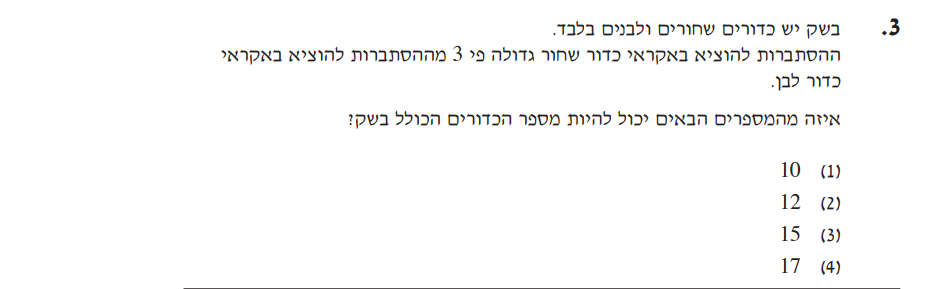 3. בשק יש כדורים שחורים ולבנים בלבד.
ההסתברות להוציא באקראי כדור שחור גדולה פי 3 מההסתברות להוציא באקראי
כדור לבן.
איזה מהמספרים הבאים יכול להיות מספר הכדורים הכולל בשק?
(1) 10
(2) 12
(3) 15
(4) 17